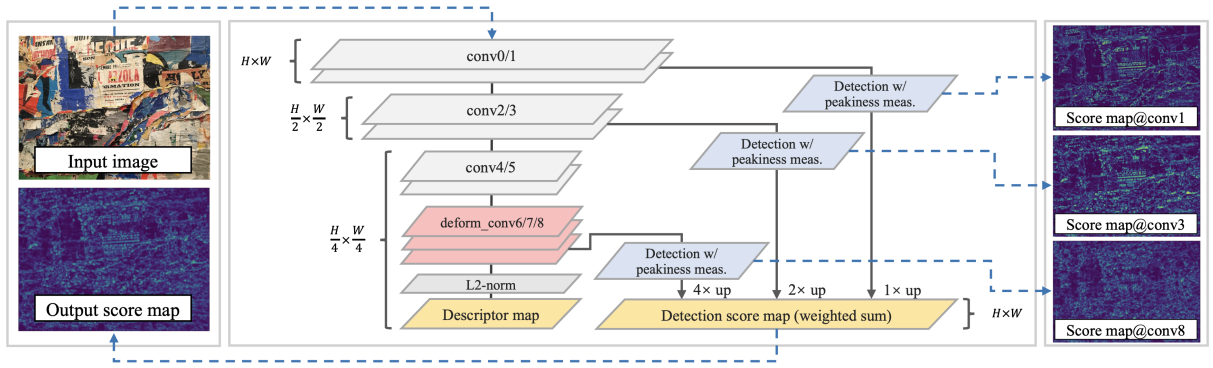 Input image
Output score map
H×W
H/2 × W/2
H/4 × W/4
conv0/1
conv2/3
conv4/5
deform_conv6/7/8
L2-norm
Descriptor map
Detection w/
peakiness meas.
Detection w/
peakiness meas.
Detection w/
peakiness meas.
4× up
2× up
1× up
Detection score map (weighted sum)
H×W
Score map@conv1
Score map@conv3
Score map@conv8